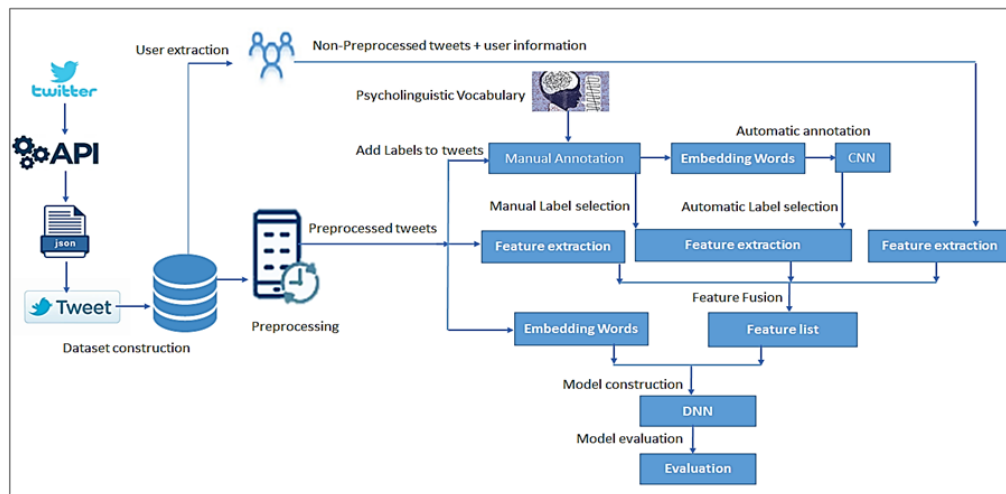 User extraction
Non-Preprocessed tweets + user information
twitter
Psycholinguistic Vocabulary
Automatic annotation
API
Add Labels to tweets
Manual Annotation
Embedding Words
CNN
Manual Label selection
Automatic Label selection
json
Preprocessed tweets
Feature extraction
Feature extraction
Feature extraction
Tweet
Feature Fusion
Preprocessing
Embedding Words
Feature list
Dataset construction
Model construction
DNN
Model evaluation
Evaluation